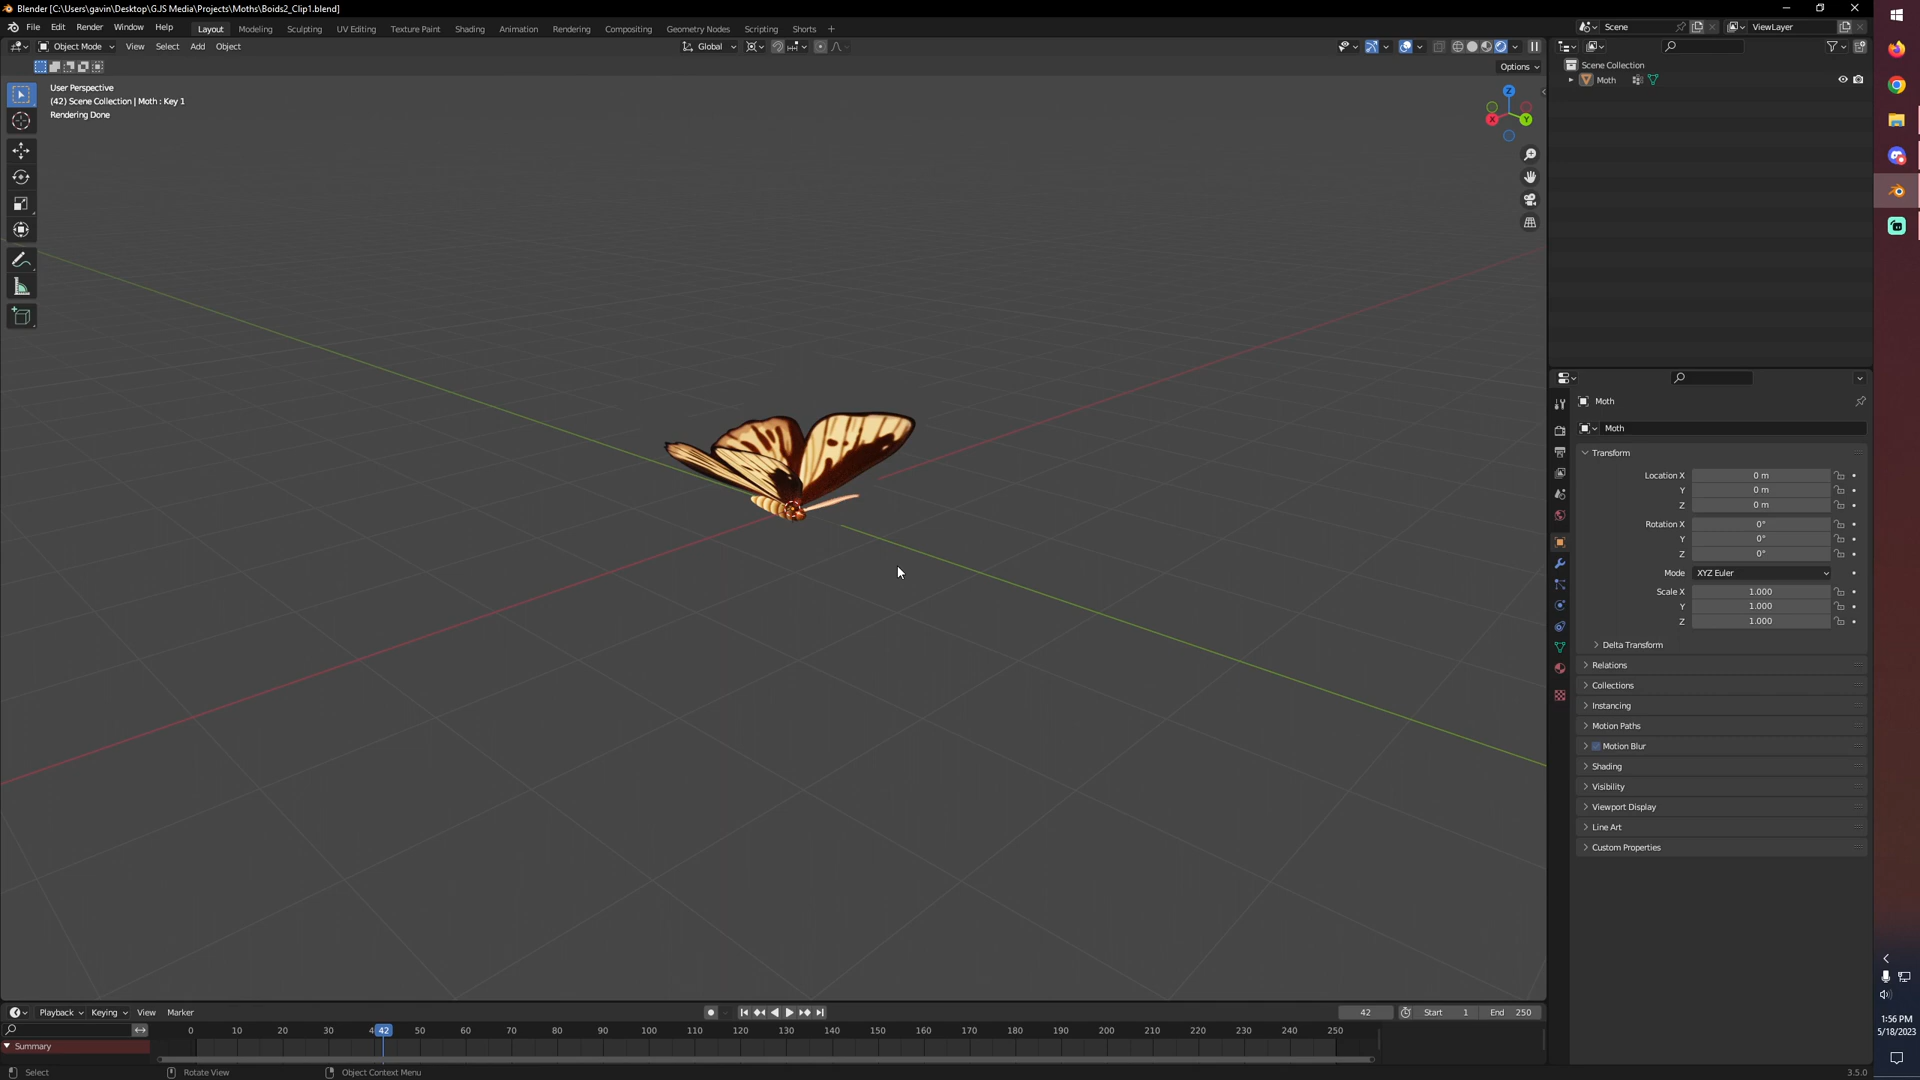 Blender [C:\Users\gavin\Desktop\GJS Media\Projects\Moths\Boids2_Clip1.blend]
File Edit Render Window Help Layout Modeling Sculpting UV Editing Texture Paint Shading Animation Rendering Compositing Geometry Nodes Scripting Shorts + Scene ViewLayer
Object Mode View Select Add Object Global
Options
User Perspective
(42) Scene Collection | Moth : Key 1
Rendering Done
Z
X Y
Scene Collection
Moth
Moth
Moth
Transform
Location X 0 m
Y 0 m
Z 0 m
Rotation X 0°
Y 0°
Z 0°
Mode XYZ Euler
Scale X 1.000
Y 1.000
Z 1.000
Delta Transform
Relations
Collections
Instancing
Motion Paths
Motion Blur
Shading
Visibility
Viewport Display
Line Art
Custom Properties
Playback Keying View Marker 42 Start 1 End 250
0 10 20 30 4 42 50 60 70 80 90 100 110 120 130 140 150 160 170 180 190 200 210 220 230 240 250
Summary
Select Rotate View Object Context Menu 3.5.0
1:56 PM
5/18/2023